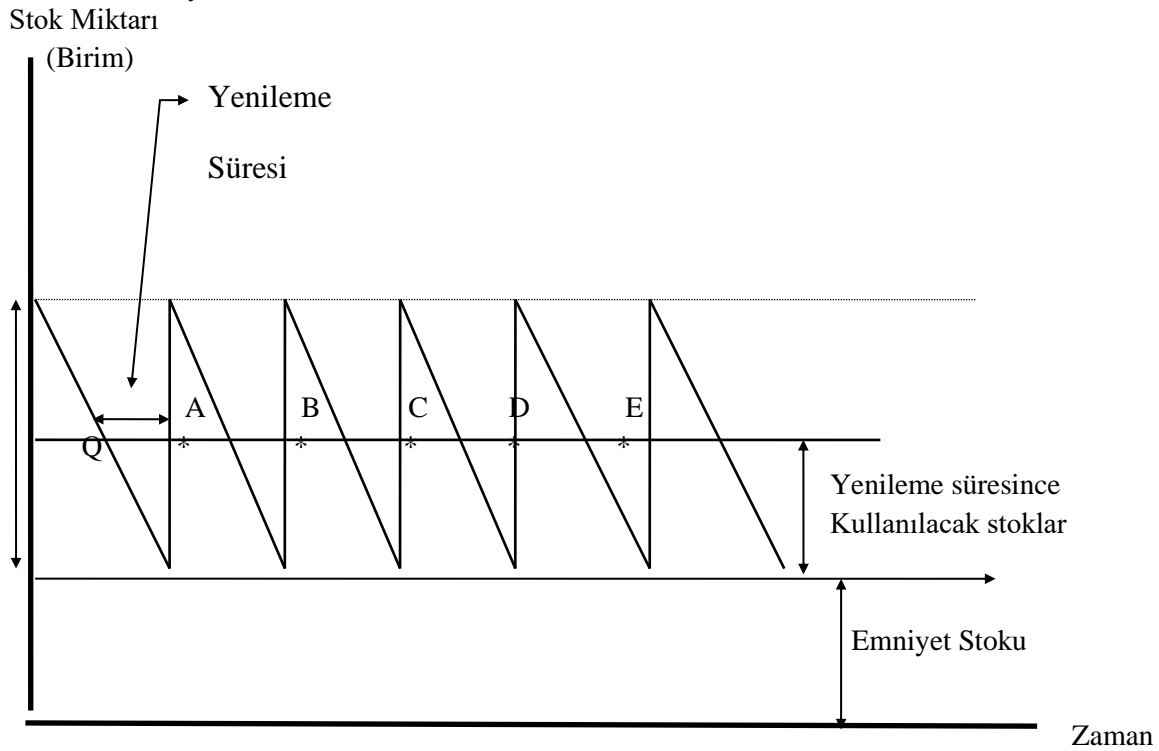 Stok Miktarı
(Birim)
Yenileme
Süresi
A B C D E
Q * * * * *
Yenileme süresince
Kullanılacak stoklar
Emniyet Stoku
Zaman